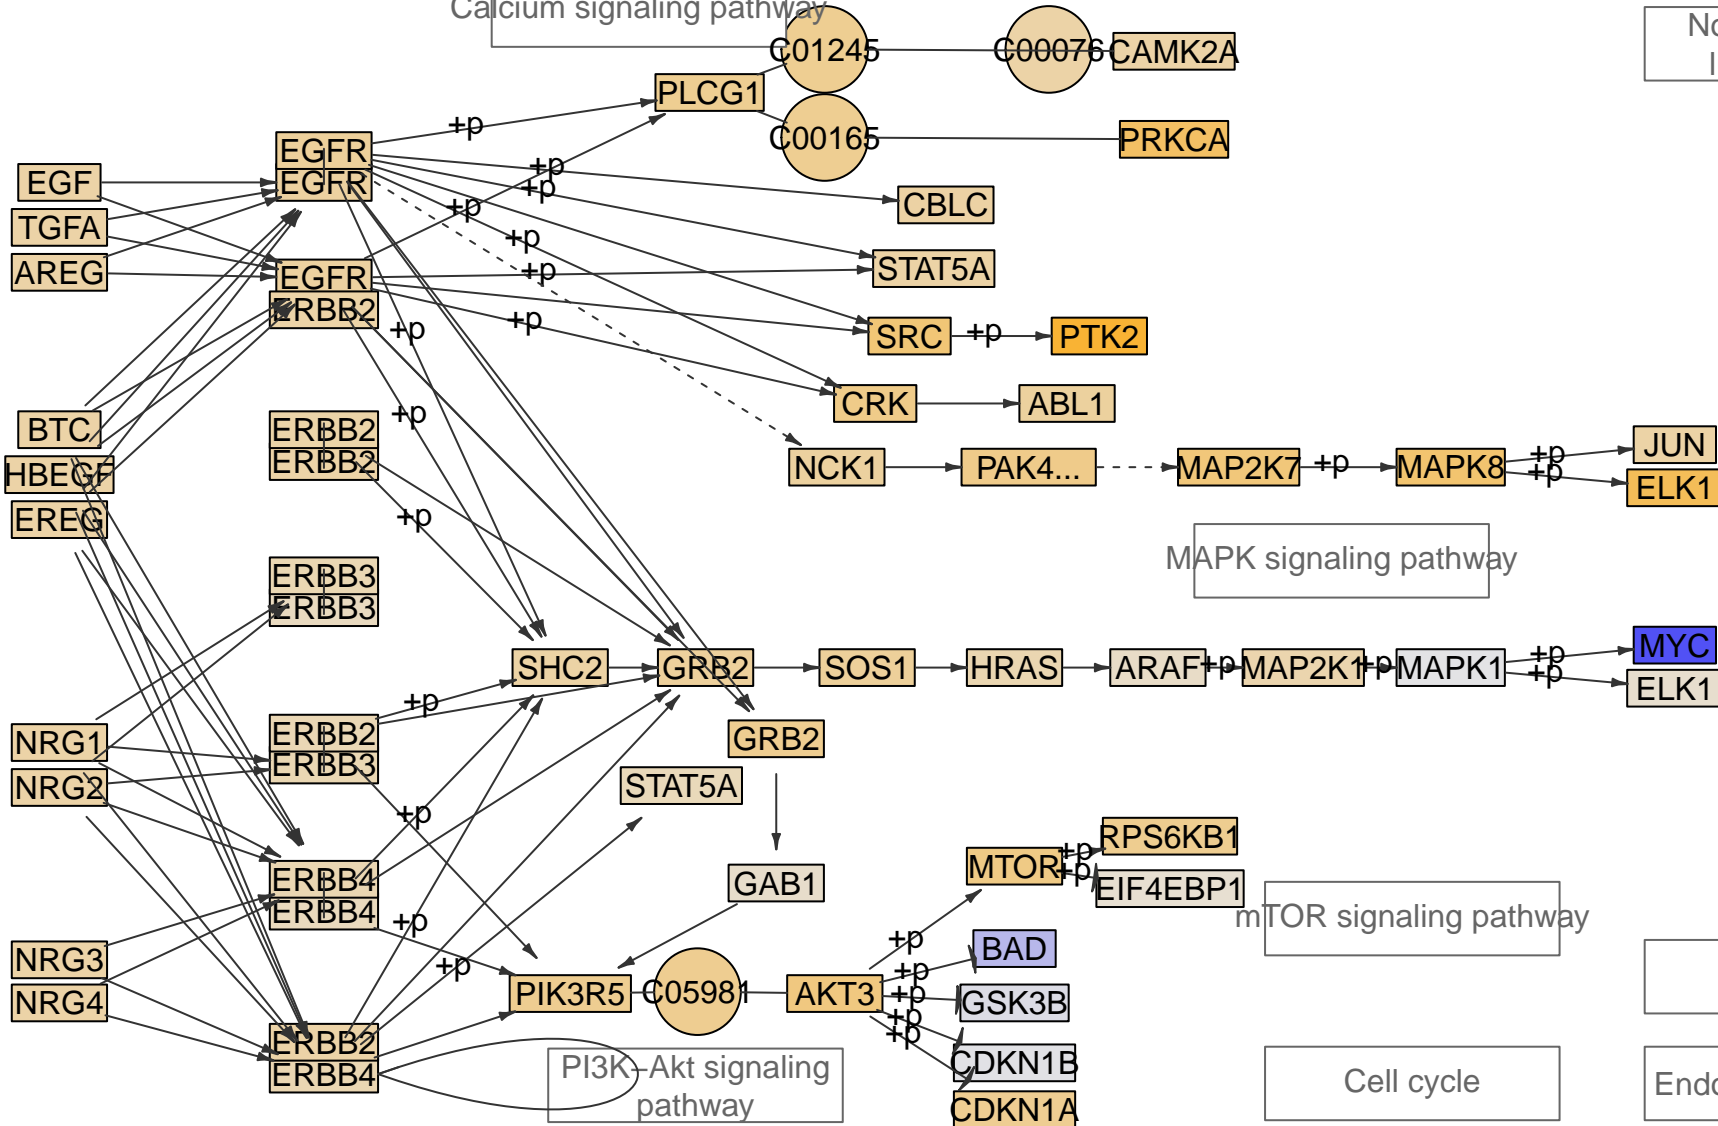 Calcium signaling pathway
No
C01245
C00076
CAMK2A
PLCG1
+p
C00165
PRKCA
EGFR
EGFR
+p
+p
EGF
TGFA
AREG
CBLC
+p
+p
STAT5A
+p
EGFR
ERBB2
+p
+p
SRC
+p
PTK2
CRK
ABL1
BTC
HBEGF
EREG
ERBB2
ERBB2
+p
+p
NCK1
PAK4...
MAP2K7
+p
MAPK8
+p
+p
JUN
ELK1
MAPK signaling pathway
ERBB3
ERBB3
SHC2
GRB2
SOS1
HRAS
ARAF
+p
MAP2K1
+p
MAPK1
+p
+p
MYC
ELK1
ERBB2
ERBB3
+p
NRG1
NRG2
GRB2
STAT5A
+p
GAB1
MTOR
+p
+p
RPS6KB1
EIF4EBP1
mTOR signaling pathway
ERBB4
ERBB4
+p
+p
NRG3
NRG4
PIK3R5
C05981
AKT3
+p
+p
+p
+p
+p
BAD
GSK3B
CDKN1B
CDKN1A
ERBB2
ERBB4
PI3K–Akt signaling
pathway
Cell cycle
Endo